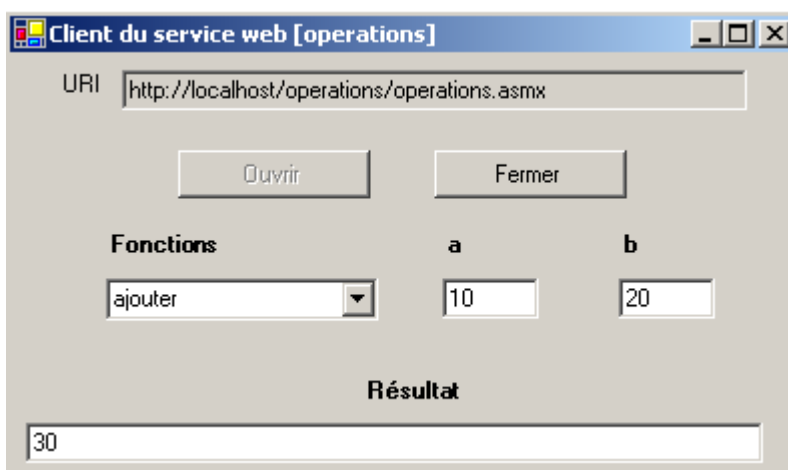 Client du service web [operations]
URI http://localhost/operations/operations.asmx
Ouvrir Fermer
Fonctions a b
ajouter 10 20
Résultat
30